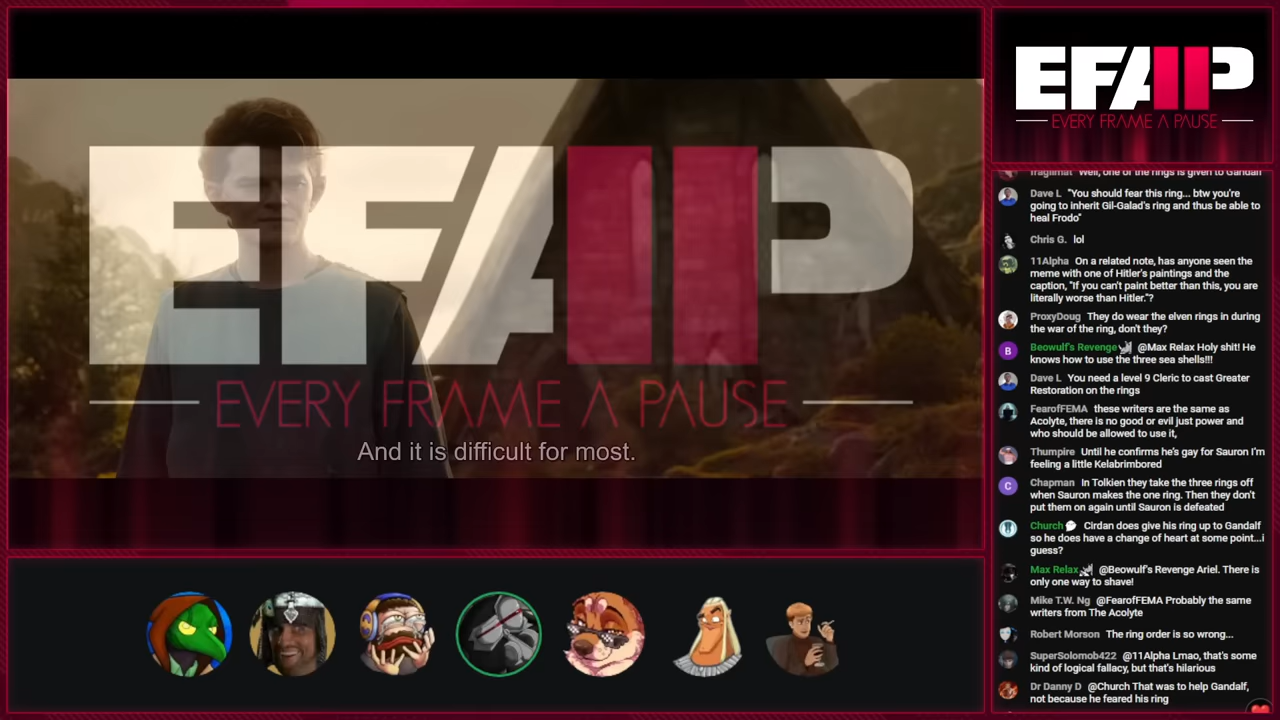 EFAP
EVERY FRAME A PAUSE
And it is difficult for most.
EFAP
EVERY FRAME A PAUSE
fragilmat Well, one of the rings is given to Gandalf
Dave L "You should fear this ring... btw you're
going to inherit Gil-Galad's ring and thus be able to
heal Frodo"
Chris G. lol
11Alpha On a related note, has anyone seen the
meme with one of Hitler's paintings and the
caption, "If you can't paint better than this, you are
literally worse than Hitler."?
ProxyDoug They do wear the elven rings in during
the war of the ring, don't they?
B
Beowulf's Revenge @Max Relax Holy shit! He
knows how to use the three sea shells!!!
Dave L You need a level 9 Cleric to cast Greater
Restoration on the rings
FearofFEMA these writers are the same as
Acolyte, there is no good or evil just power and
who should be allowed to use it,
Thumpire Until he confirms he's gay for Sauron I'm
feeling a little Kelabrimbored
C
Chapman In Tolkien they take the three rings off
when Sauron makes the one ring. Then they don't
put them on again until Sauron is defeated
Church Cirdan does give his ring up to Gandalf
so he does have a change of heart at some point...i
guess?
Max Relax @Beowulf's Revenge Ariel. There is
only one way to shave!
Mike T.W. Ng @FearofFEMA Probably the same
writers from The Acolyte
Robert Morson The ring order is so wrong...
SuperSolomob422 @11Alpha Lmao, that's some
kind of logical fallacy, but that's hilarious
Dr Danny D @Church That was to help Gandalf,
not because he feared his ring